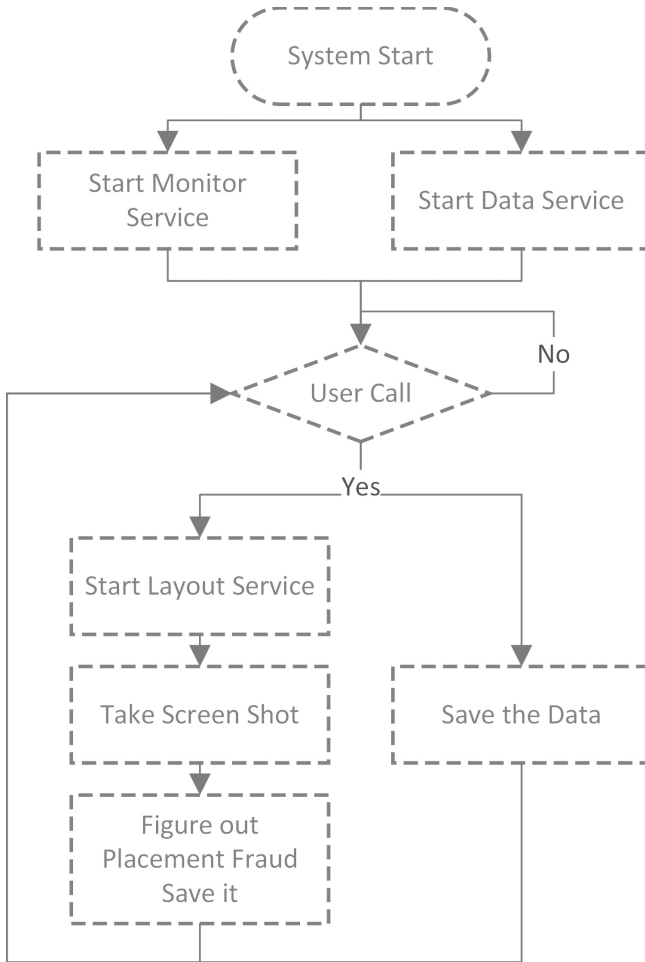 System Start
Start Monitor
Service
Start Data Service
No
User Call
Yes
Start Layout Service
Take Screen Shot
Save the Data
Figure out
Placement Fraud
Save it